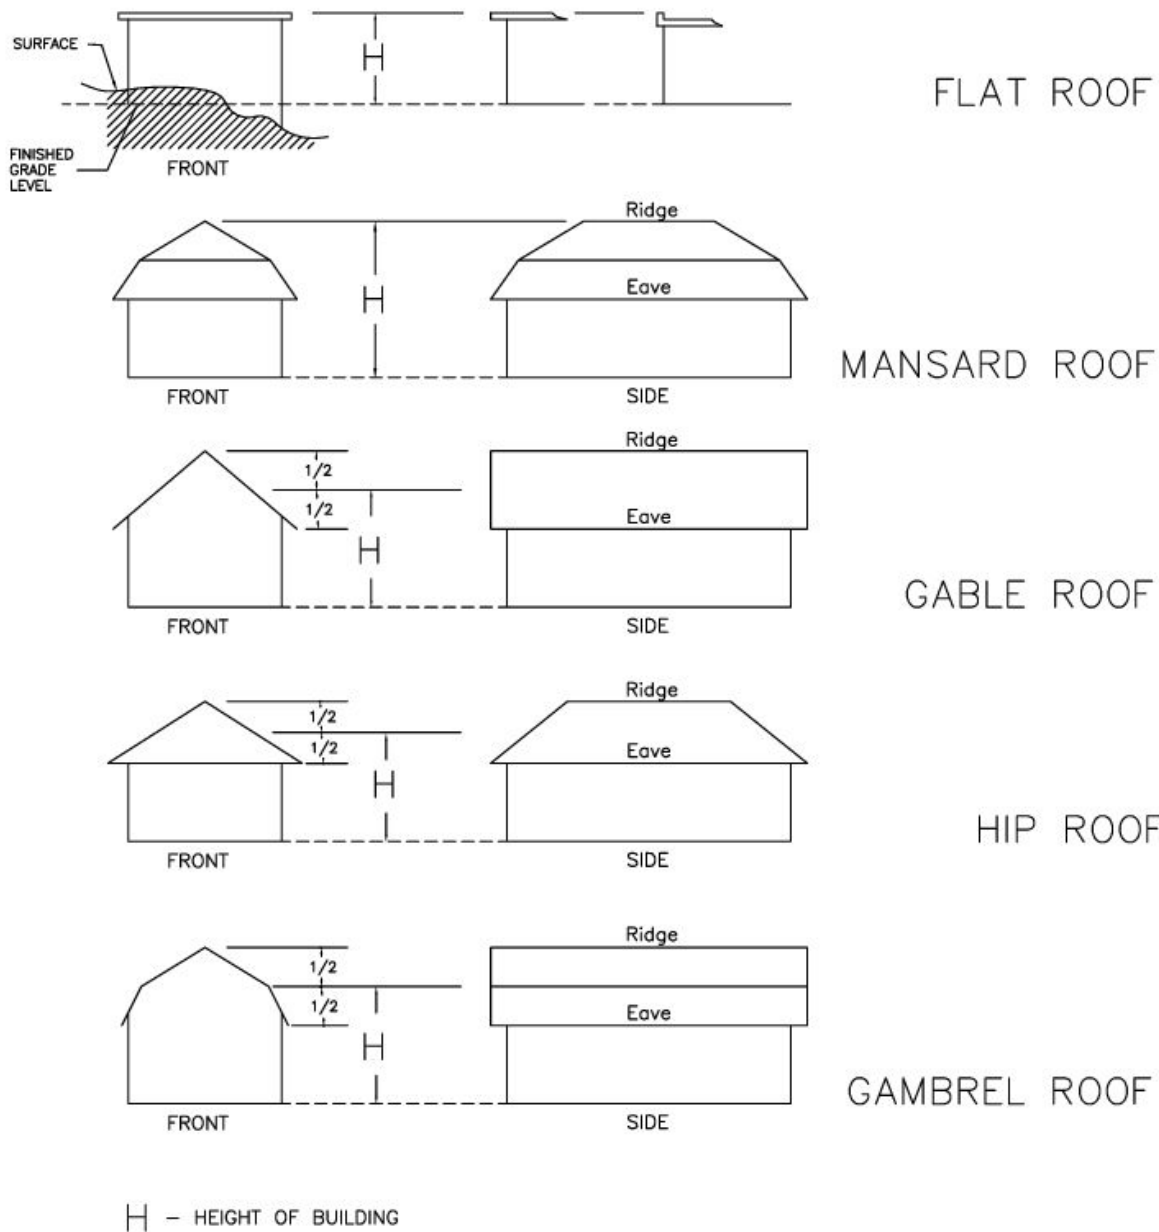 SURFACE
H
FLAT ROOF
FINISHED
GRADE
LEVEL
FRONT
Ridge
H
Eave
MANSARD ROOF
FRONT
SIDE
Ridge
1/2
1/2
Eave
H
GABLE ROOF
FRONT
SIDE
Ridge
1/2
1/2
Eave
H
HIP ROOF
FRONT
SIDE
Ridge
1/2
1/2
Eave
H
GAMBREL ROOF
FRONT
SIDE
H - HEIGHT OF BUILDING